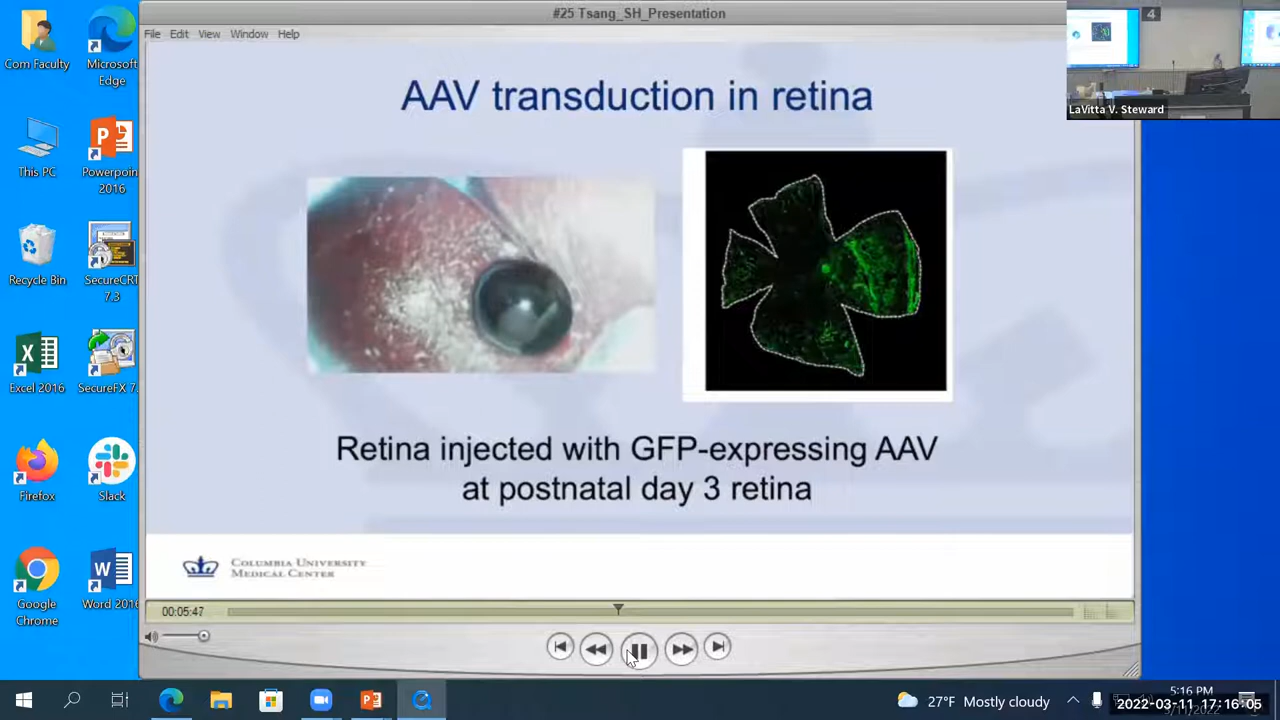 #25 Tsang_SH_Presentation
File Edit View Window Help
4
LaVitta V. Steward
Com Faculty
Microsoft
Edge
This PC
Powerpoin
2016
Recycle Bin
SecureCRT
7.3
Excel 2016
SecureFX 7.
Firefox
Slack
Google
Chrome
Word 2016
AAV transduction in retina
Retina injected with GFP-expressing AAV
at postnatal day 3 retina
COLUMBIA UNIVERSITY
MEDICAL CENTER
00:05:47
27°F Mostly cloudy
5:16 PM
2022-03-11 17:16:05